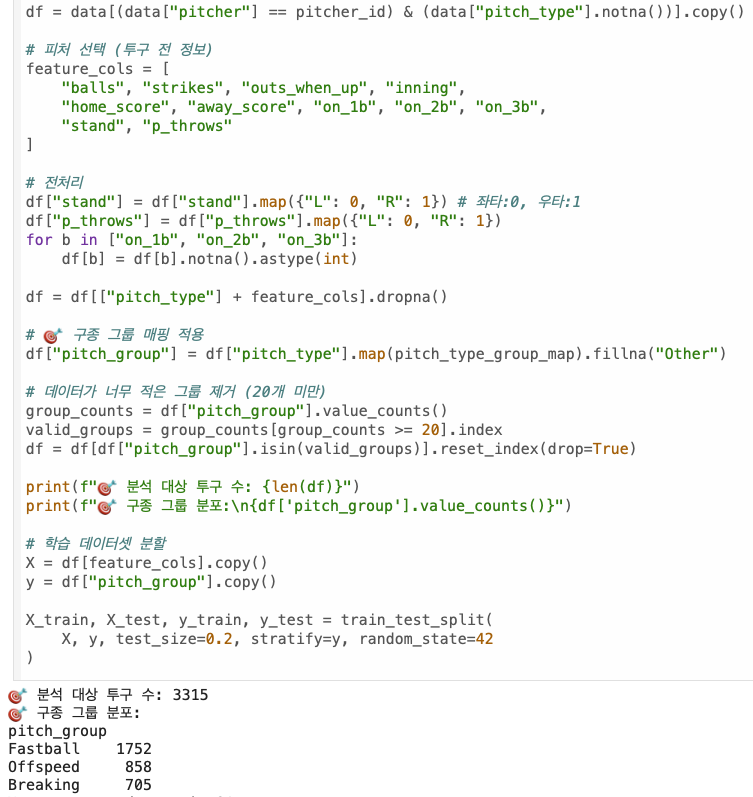 df = data[(data["pitcher"] == pitcher_id) & (data["pitch_type"].notna())].copy()
# 피처 선택 (투구 전 정보)
feature_cols = [
"balls", "strikes", "outs_when_up", "inning",
"home_score", "away_score", "on_1b", "on_2b", "on_3b",
"stand", "p_throws"
]
# 전처리
df["stand"] = df["stand"].map({"L": 0, "R": 1}) # 좌타:0, 우타:1
df["p_throws"] = df["p_throws"].map({"L": 0, "R": 1})
for b in ["on_1b", "on_2b", "on_3b"]:
df[b] = df[b].notna().astype(int)
df = df[["pitch_type"] + feature_cols].dropna()
# 🎯 구종 그룹 매핑 적용
df["pitch_group"] = df["pitch_type"].map(pitch_type_group_map).fillna("Other")
# 데이터가 너무 적은 그룹 제거 (20개 미만)
group_counts = df["pitch_group"].value_counts()
valid_groups = group_counts[group_counts >= 20].index
df = df[df["pitch_group"].isin(valid_groups)].reset_index(drop=True)
print(f"🎯 분석 대상 투구 수: {len(df)}")
print(f"🎯 구종 그룹 분포:\n{df['pitch_group'].value_counts()}")
# 학습 데이터셋 분할
X = df[feature_cols].copy()
y = df["pitch_group"].copy()
X_train, X_test, y_train, y_test = train_test_split(
X, y, test_size=0.2, stratify=y, random_state=42
)
🎯 분석 대상 투구 수: 3315
🎯 구종 그룹 분포:
pitch_group
Fastball 1752
Offspeed 858
Breaking 705